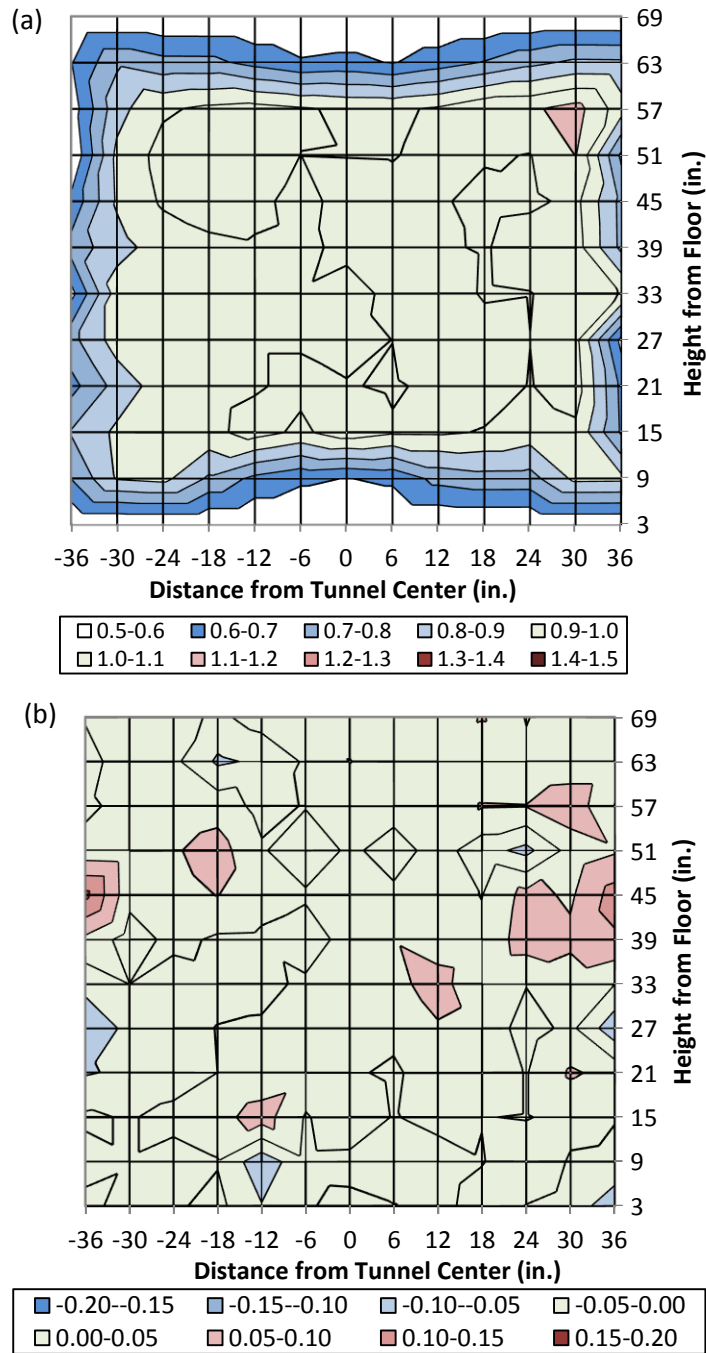 (a)
69
63
57
51
45
39
33
27
21
15
9
3
Height from Floor (in.)
-36 -30 -24 -18 -12 -6 0 6 12 18 24 30 36
Distance from Tunnel Center (in.)
0.5-0.6 0.6-0.7 0.7-0.8 0.8-0.9 0.9-1.0
1.0-1.1 1.1-1.2 1.2-1.3 1.3-1.4 1.4-1.5
(b)
69
63
57
51
45
39
33
27
21
15
9
3
Height from Floor (in.)
-36 -30 -24 -18 -12 -6 0 6 12 18 24 30 36
Distance from Tunnel Center (in.)
-0.20--0.15 -0.15--0.10 -0.10--0.05 -0.05-0.00
0.00-0.05 0.05-0.10 0.10-0.15 0.15-0.20